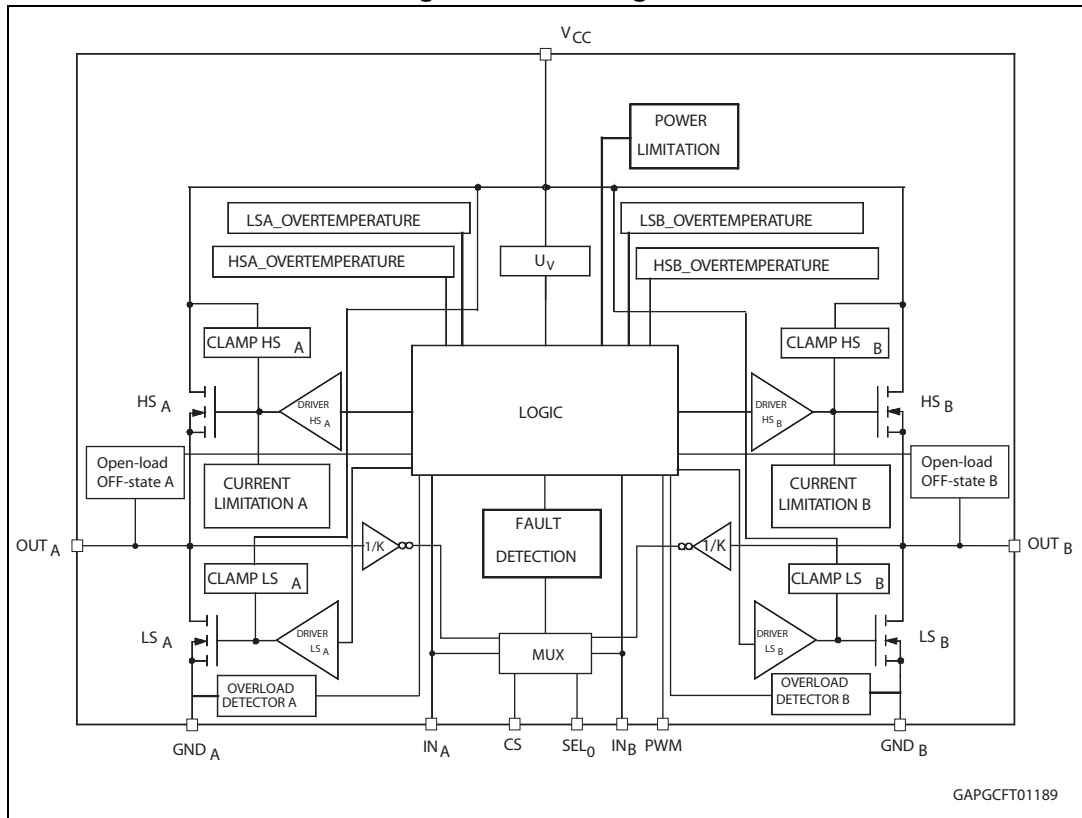 VCC
POWER
LIMITATION
LSA_OVERTEMPERATURE
LSB_OVERTEMPERATURE
HSA_OVERTEMPERATURE
UV
HSB_OVERTEMPERATURE
CLAMP HS A
CLAMP HS B
HS A
DRIVER
HS A
LOGIC
DRIVER
HS B
HS B
Open-load
OFF-state A
CURRENT
LIMITATION A
CURRENT
LIMITATION B
Open-load
OFF-state B
FAULT
DETECTION
OUT A
1/K
1/K
OUT B
CLAMP LS A
CLAMP LS B
LS A
DRIVER
LS A
MUX
DRIVER
LS B
LS B
OVERLOAD
DETECTOR A
OVERLOAD
DETECTOR B
GND A
IN A
CS
SEL0
IN B
PWM
GND B
GAPGCFT01189